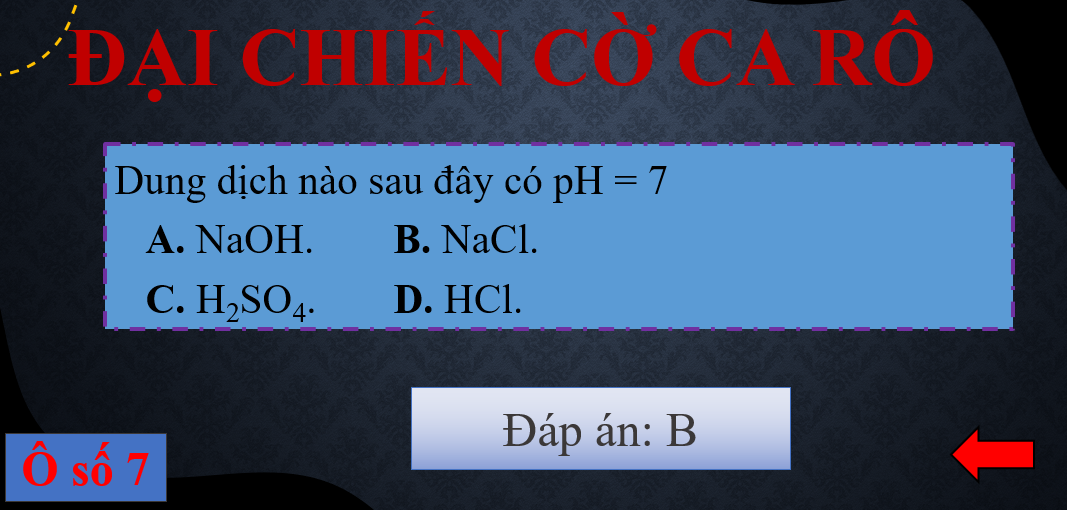 ĐẠI CHIẾN CỜ CA RÔ
Dung dịch nào sau đây có pH = 7
A. NaOH. B. NaCl.
C. H₂SO₄. D. HCl.
Đáp án: B
Ô số 7